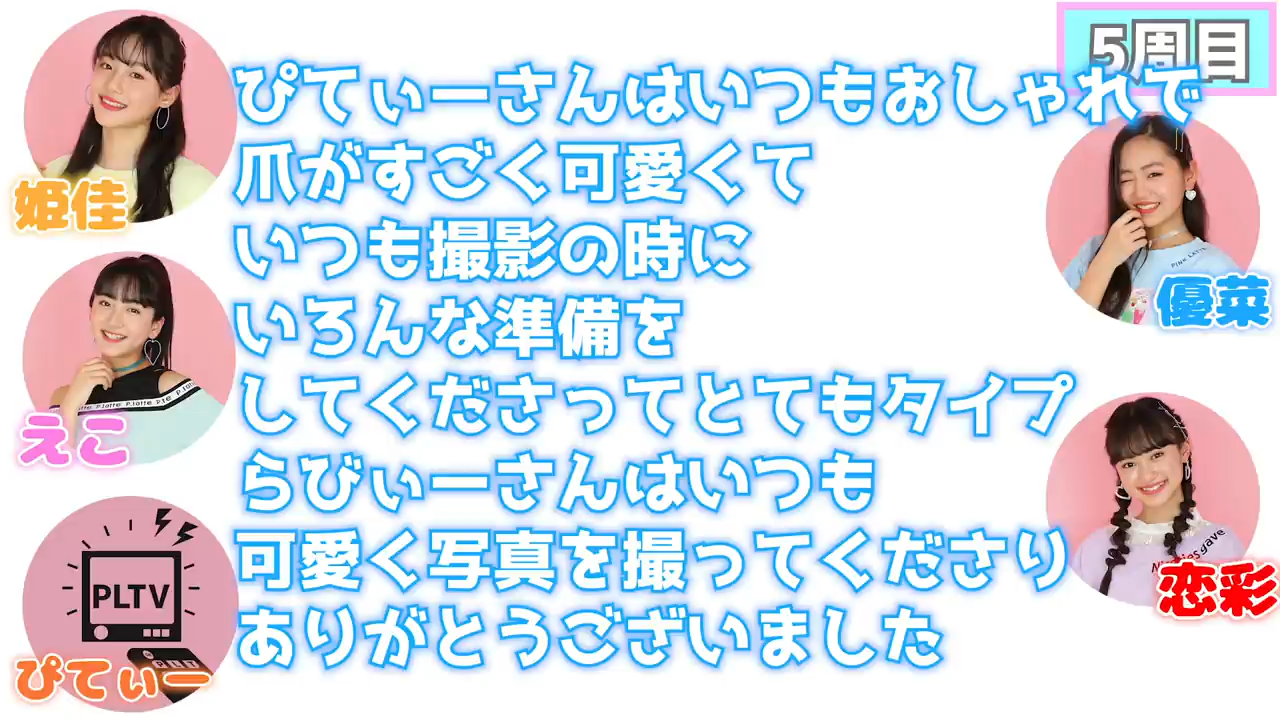 5周目
ぴてぃーさんはいつもおしゃれで
爪がすごく可愛くて
いつも撮影の時に
いろんな準備を
してくださってとてもタイプ
らびぃーさんはいつも
可愛く写真を撮ってくださり
ありがとうございました
姫佳
えこ
PLTV
PLT
ぴてぃー
PINK LATTE
優菜
恋彩